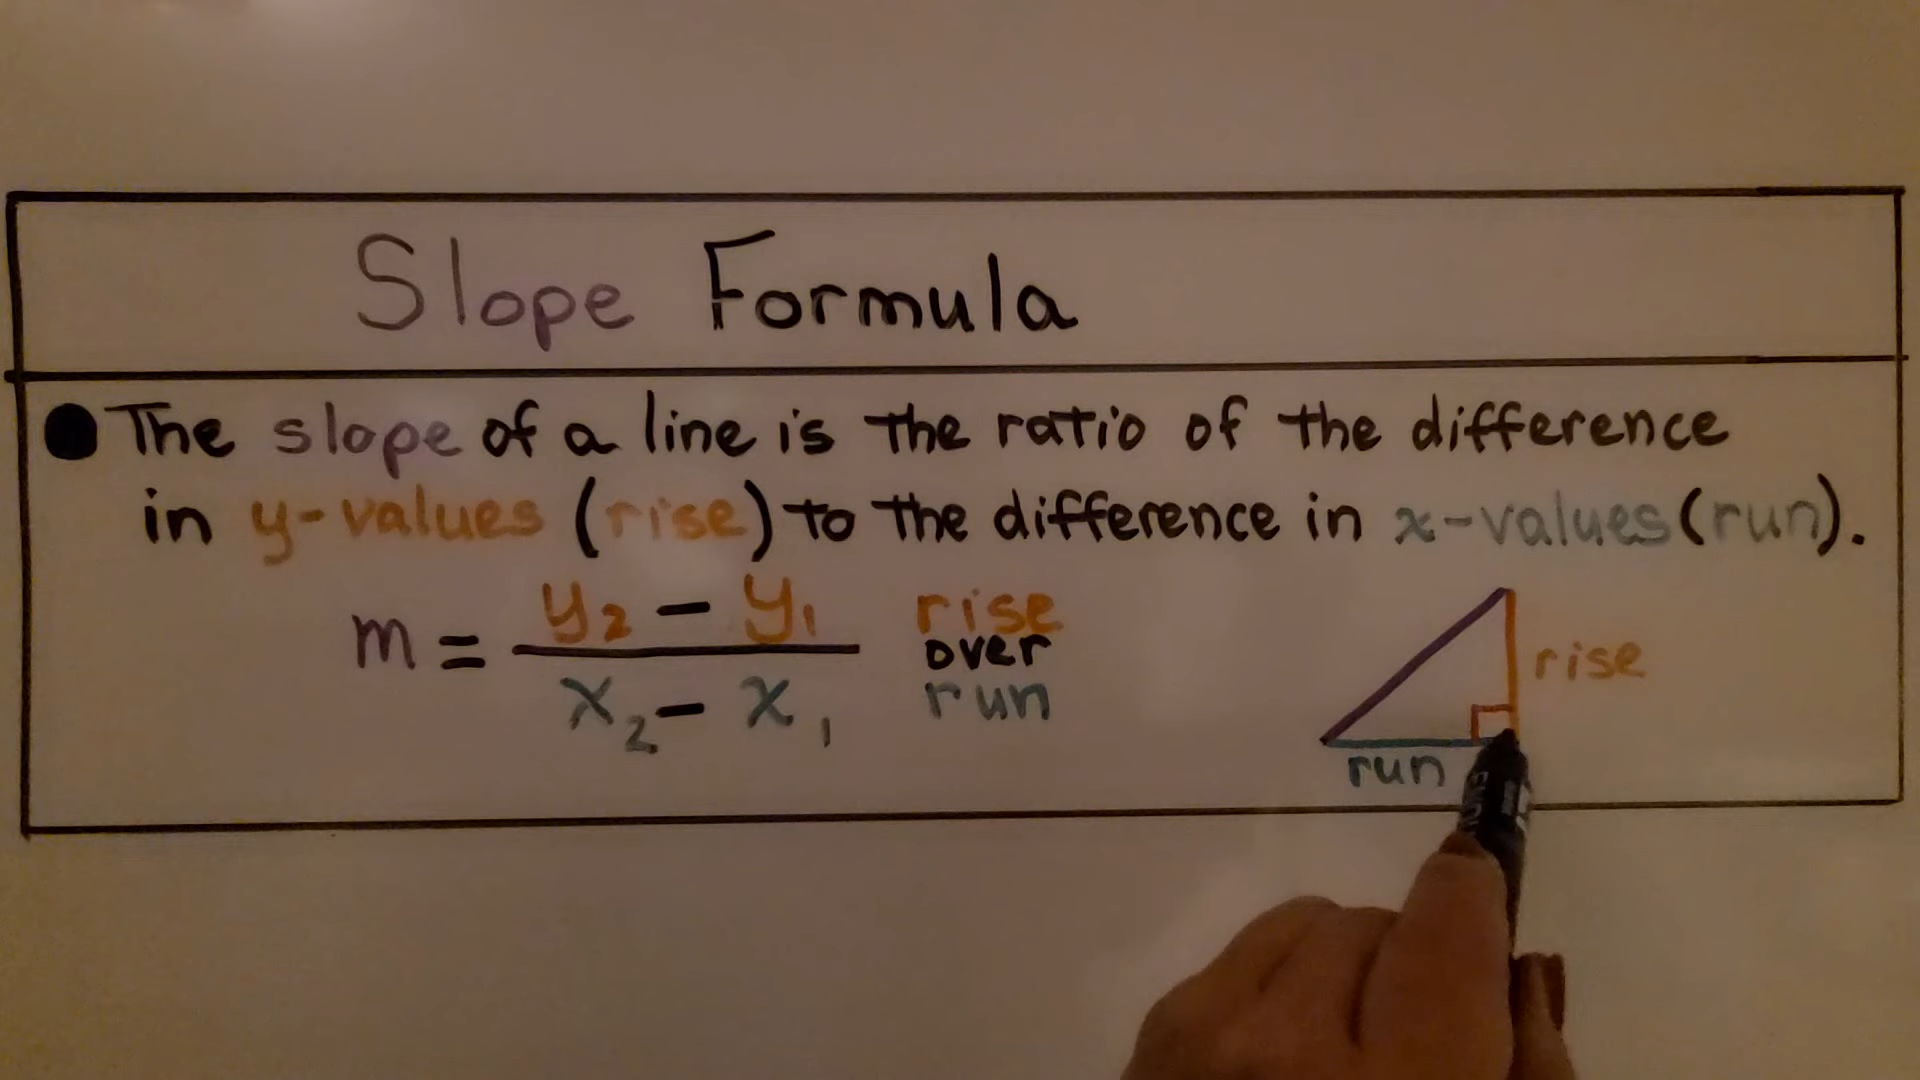 Slope Formula
● The slope of a line is the ratio of the difference
in y-values (rise) to the difference in x-values (run).
m = y₂ - y₁ / x₂ - x₁
rise
over
run
rise
run